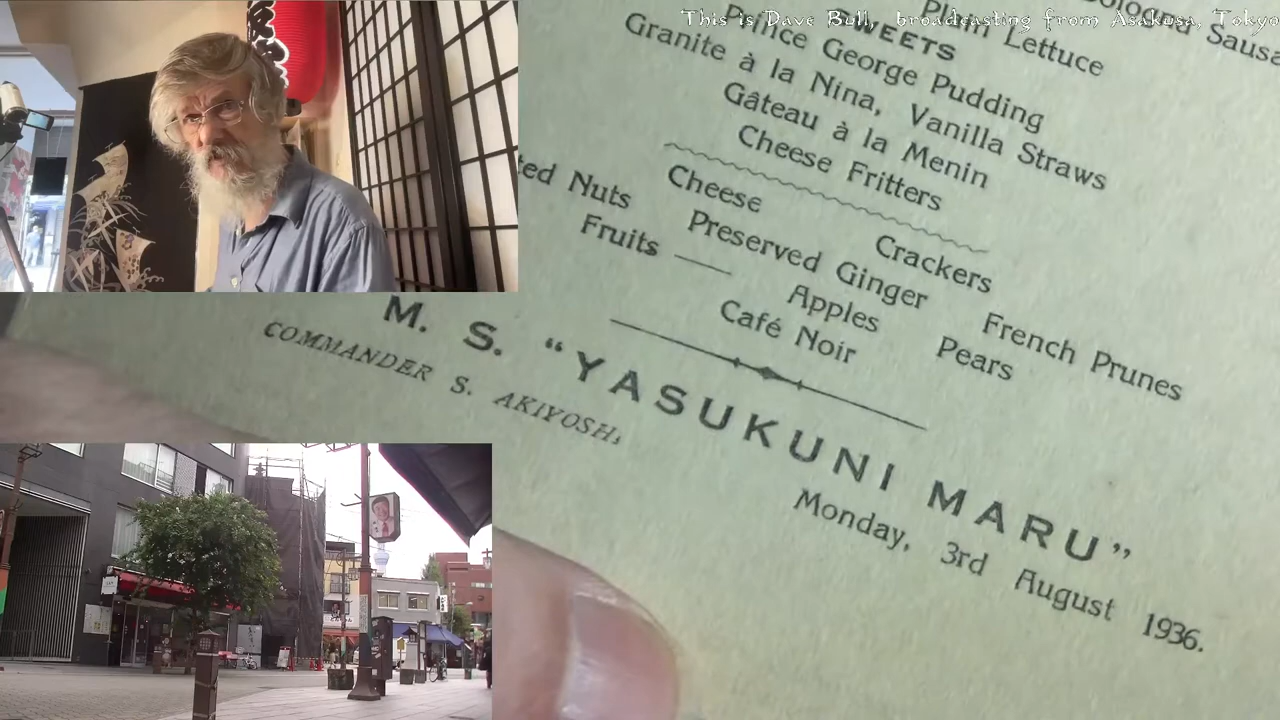 This is Dave Bull, broadcasting from Asakusa, Tokyo
Plain Lettuce
SWEETS
Prince George Pudding
Granite à la Nina, Vanilla Straws
Gâteau à la Menin
Cheese Fritters
Cheese Crackers
Nuts Preserved Ginger French Prunes
Fruits — Apples Pears
Café Noir
M. S. "YASUKUNI MARU"
COMMANDER S. AKIYOSHI
Monday, 3rd August 1936.